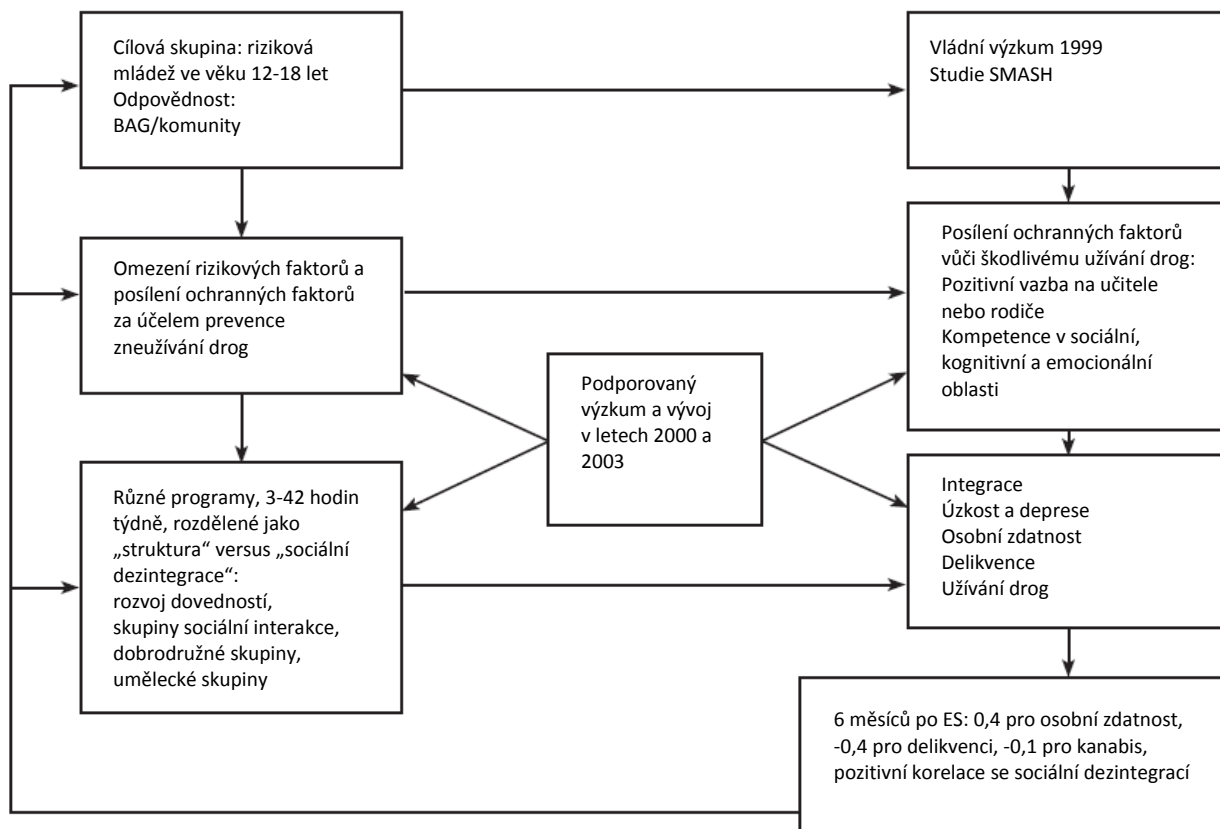 Cílová skupina: riziková
mládež ve věku 12-18 let
Odpovědnost:
BAG/komunity
Vládní výzkum 1999
Studie SMASH
Omezení rizikových faktorů a
posílení ochranných faktorů
za účelem prevence
zneužívání drog
Posílení ochranných faktorů
vůči škodlivému užívání drog:
Pozitivní vazba na učitele
nebo rodiče
Kompetence v sociální,
kognitivní a emocionální
oblasti
Podporovaný
výzkum a vývoj
v letech 2000 a
2003
Různé programy, 3-42 hodin
týdně, rozdělené jako
„struktura“ versus „sociální
dezintegrace“:
rozvoj dovedností,
skupiny sociální interakce,
dobrodružné skupiny,
umělecké skupiny
Integrace
Úzkost a deprese
Osobní zdatnost
Delikvence
Užívání drog
6 měsíců po ES: 0,4 pro osobní zdatnost,
-0,4 pro delikvenci, -0,1 pro kanabis,
pozitivní korelace se sociální dezintegrací